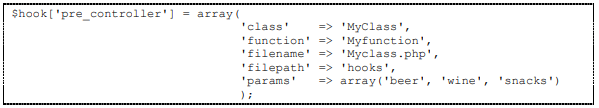 $hook['pre_controller'] = array(
                                'class'    => 'MyClass',
                                'function' => 'Myfunction',
                                'filename' => 'Myclass.php',
                                'filepath' => 'hooks',
                                'params'   => array('beer', 'wine', 'snacks')
                                );